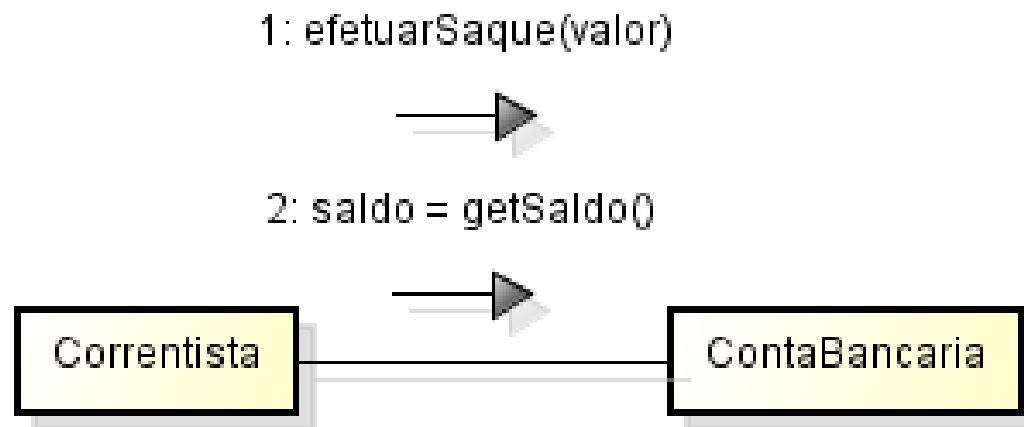 1: efetuarSaque(valor)
2: saldo = getSaldo()
Correntista
ContaBancaria